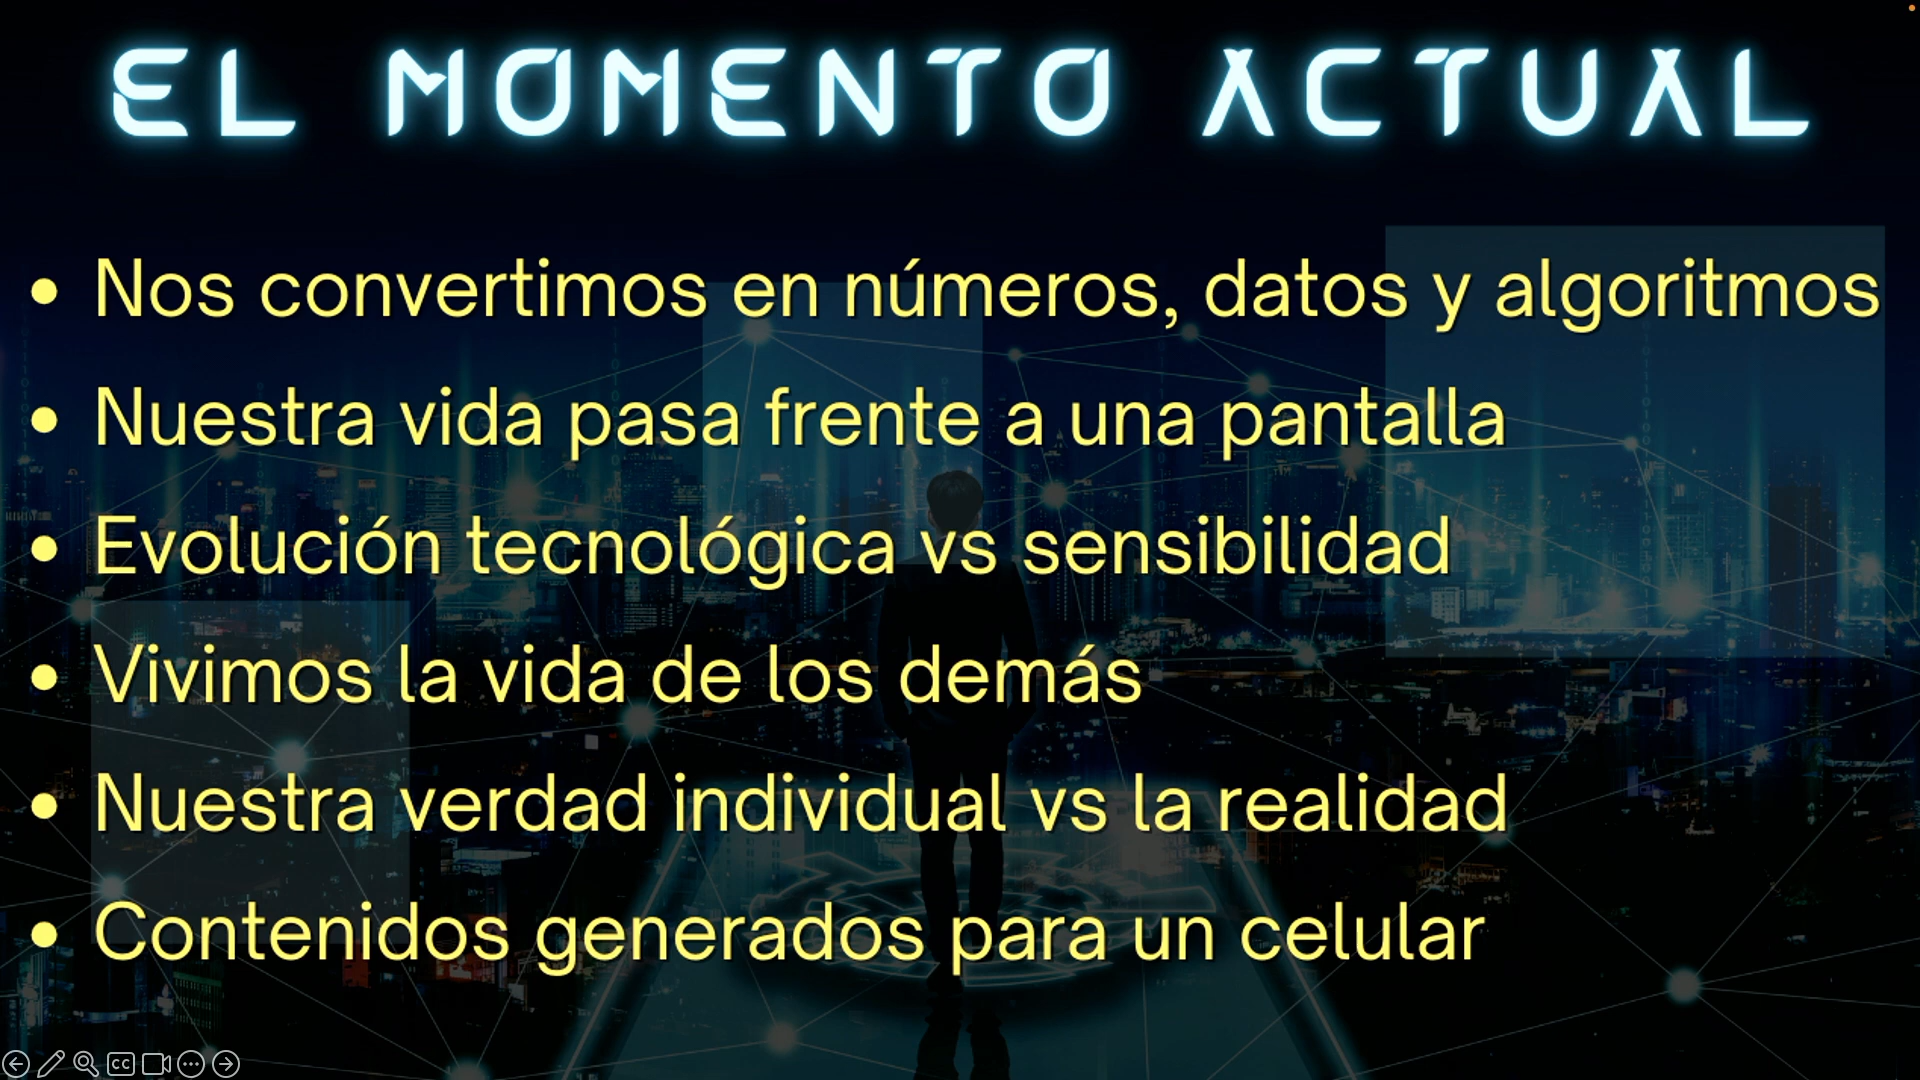 EL MOMENTO ACTUAL
• Nos convertimos en números, datos y algoritmos
• Nuestra vida pasa frente a una pantalla
• Evolución tecnológica vs sensibilidad
• Vivimos la vida de los demás
• Nuestra verdad individual vs la realidad
• Contenidos generados para un celular
CC